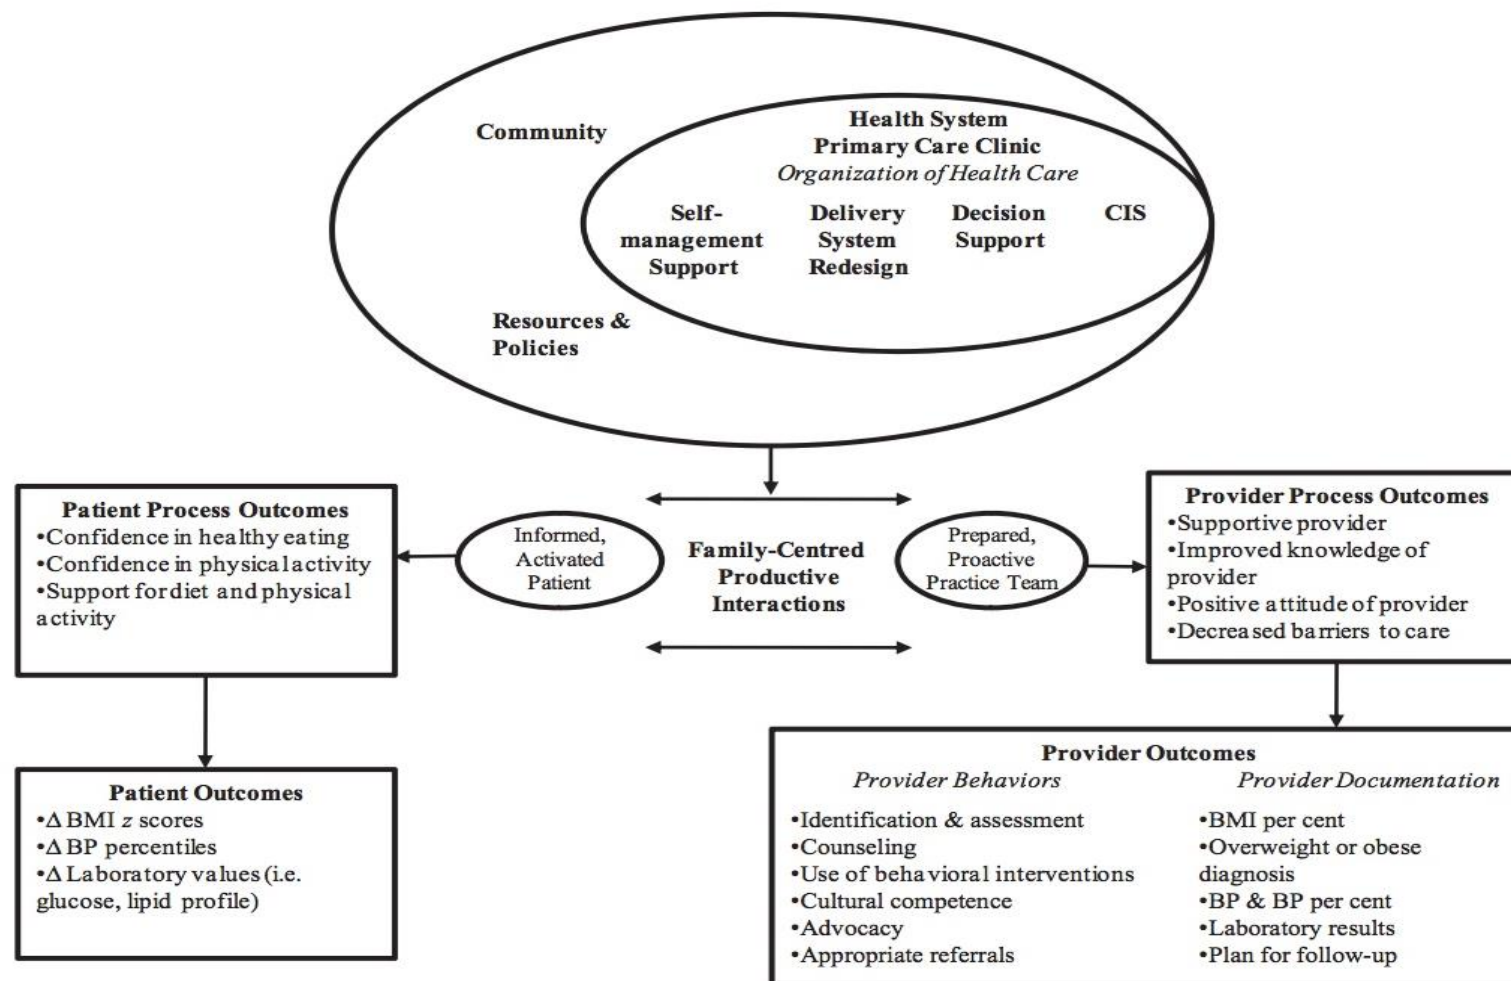 Community
Health System
Primary Care Clinic
Organization of Health Care
Self-
management
Support
Delivery
System
Redesign
Decision
Support
CIS
Resources &
Policies
Patient Process Outcomes
•Confidence in healthy eating
•Confidence in physical activity
•Support for diet and physical
activity
Informed,
Activated
Patient
Family-Centred
Productive
Interactions
Prepared,
Proactive
Practice Team
Provider Process Outcomes
•Supportive provider
•Improved knowledge of
provider
•Positive attitude of provider
•Decreased barriers to care
Patient Outcomes
•Δ BMI z scores
•Δ BP percentiles
•Δ Laboratory values (i.e.
glucose, lipid profile)
Provider Outcomes
Provider Behaviors
•Identification & assessment
•Counseling
•Use of behavioral interventions
•Cultural competence
•Advocacy
•Appropriate referrals
Provider Documentation
•BMI per cent
•Overweight or obese
diagnosis
•BP & BP per cent
•Laboratory results
•Plan for follow-up